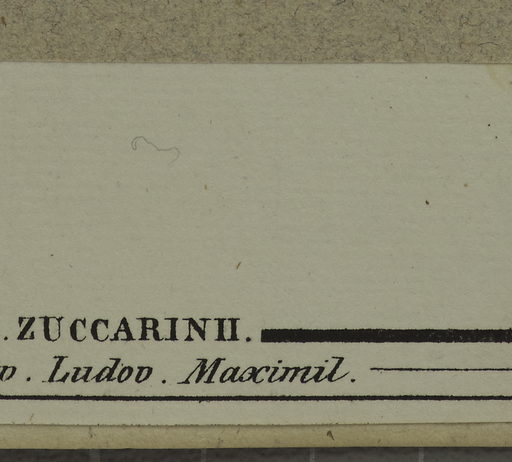 . ZUCCARINII.
v. Ludov. Maximil.